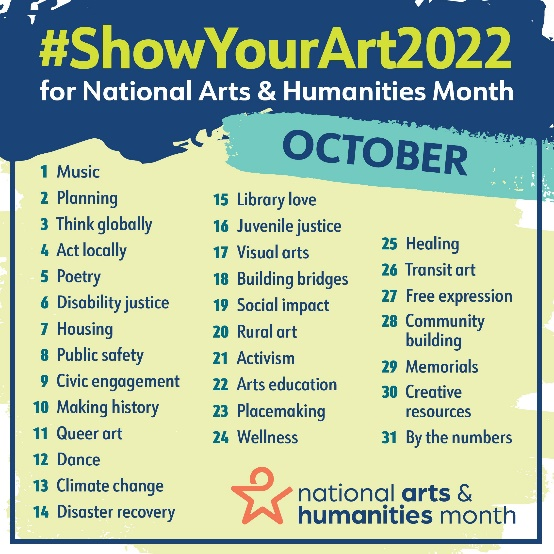 #ShowYourArt2022
for National Arts & Humanities Month
OCTOBER
1 Music
2 Planning
3 Think globally
4 Act locally
5 Poetry
6 Disability justice
7 Housing
8 Public safety
9 Civic engagement
10 Making history
11 Queer art
12 Dance
13 Climate change
14 Disaster recovery
15 Library love
16 Juvenile justice
17 Visual arts
18 Building bridges
19 Social impact
20 Rural art
21 Activism
22 Arts education
23 Placemaking
24 Wellness
25 Healing
26 Transit art
27 Free expression
28 Community
building
29 Memorials
30 Creative
resources
31 By the numbers
national arts &
humanities month